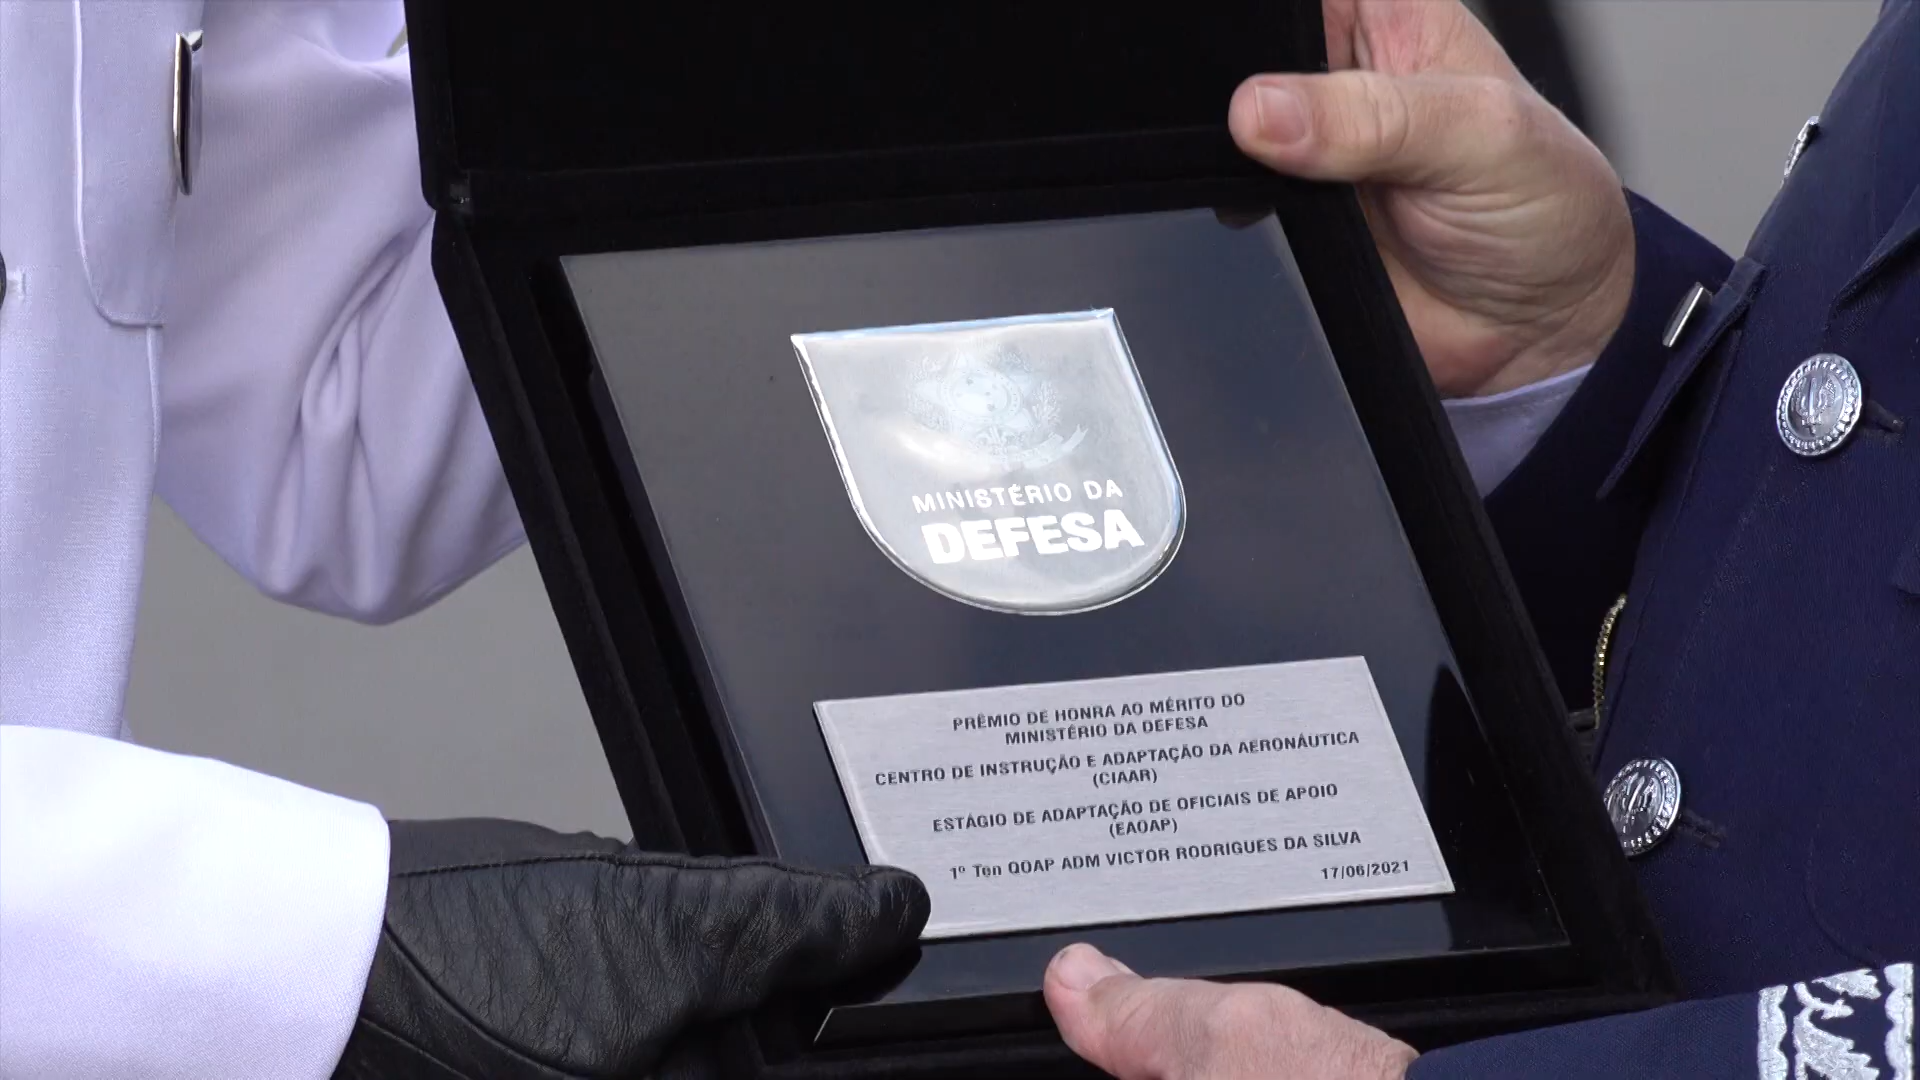 MINISTÉRIO DA
DEFESA
PRÊMIO DE HONRA AO MÉRITO DO
MINISTÉRIO DA DEFESA
CENTRO DE INSTRUÇÃO E ADAPTAÇÃO DA AERONÁUTICA
(CIAAR)
ESTÁGIO DE ADAPTAÇÃO DE OFICIAIS DE APOIO
(EAOAP)
1º Ten QOAP ADM VICTOR RODRIGUES DA SILVA
17/06/2021